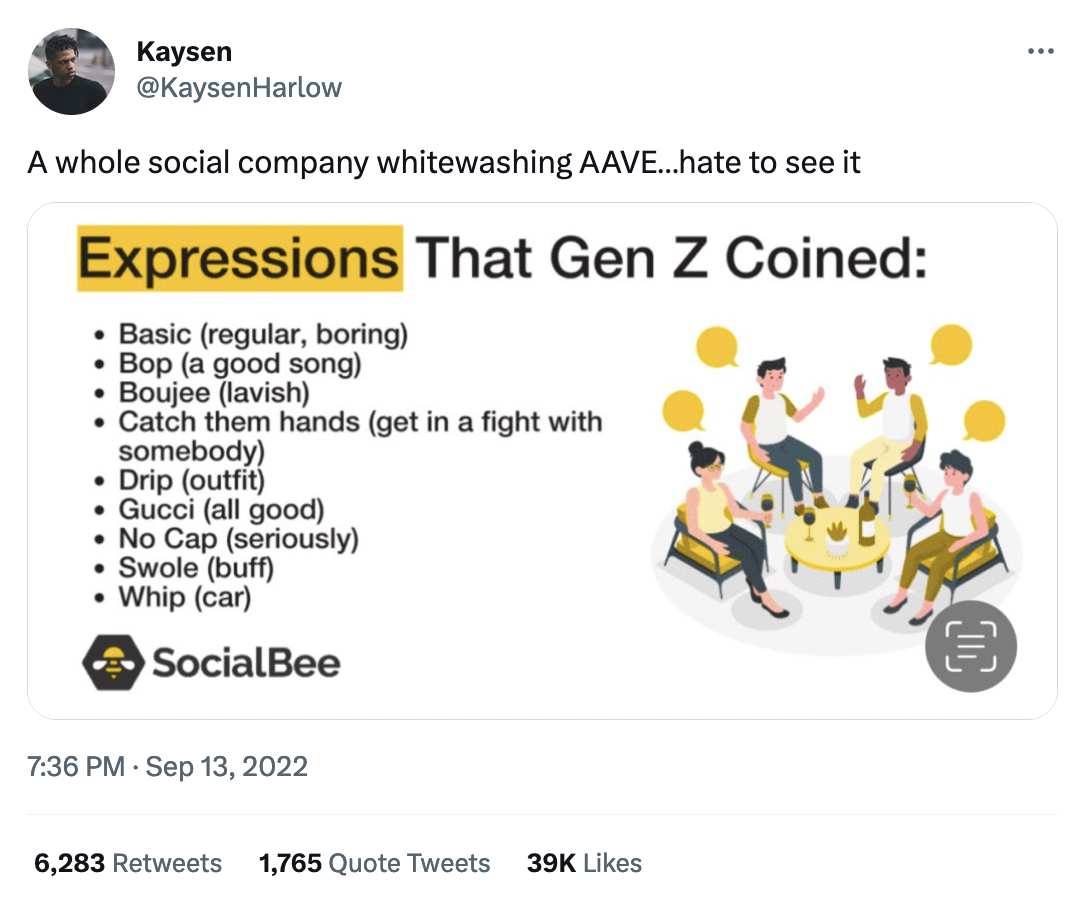 Kaysen
@KaysenHarlow
A whole social company whitewashing AAVE...hate to see it
Expressions That Gen Z Coined:
• Basic (regular, boring)
• Bop (a good song)
• Boujee (lavish)
• Catch them hands (get in a fight with
somebody)
• Drip (outfit)
• Gucci (all good)
• No Cap (seriously)
• Swole (buff)
• Whip (car)
SocialBee
7:36 PM · Sep 13, 2022
6,283 Retweets 1,765 Quote Tweets 39K Likes